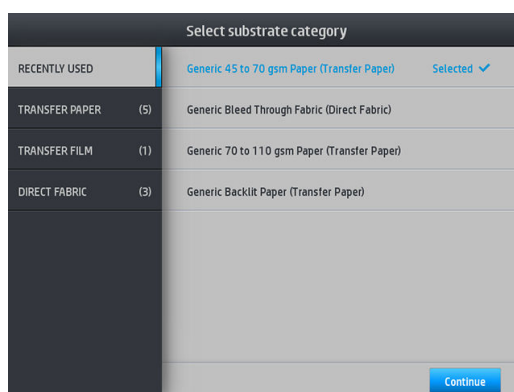 Select substrate category
RECENTLY USED
TRANSFER PAPER (5)
TRANSFER FILM (1)
DIRECT FABRIC (3)
Generic 45 to 70 gsm Paper (Transfer Paper) Selected ✔
Generic Bleed Through Fabric (Direct Fabric)
Generic 70 to 110 gsm Paper (Transfer Paper)
Generic Backlit Paper (Transfer Paper)
Continue